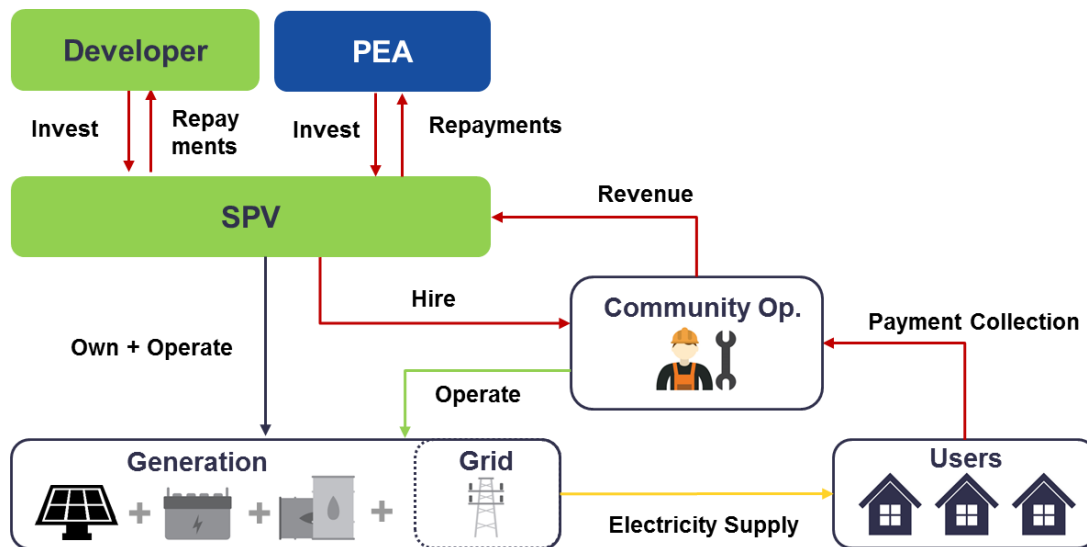 Developer
PEA
Invest
Repay
ments
Invest
Repayments
SPV
Revenue
Hire
Community Op.
Payment Collection
Own + Operate
Operate
Generation
Grid
Users
+ + +
Electricity Supply